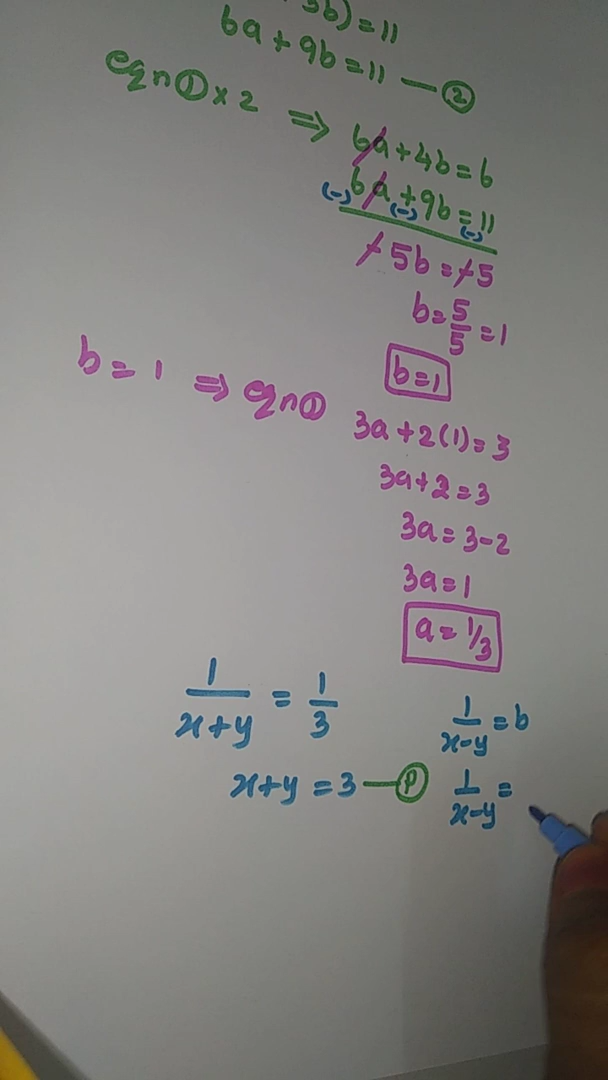 3b) = 11
6a + 9b = 11 — ②
eqn ① × 2 ⇒ 6a + 4b = 6
(-) 6a + 9b = 11
(-) (-)
-5b = -5
b = 5/5 = 1
b = 1
b = 1 ⇒ eqn ①
3a + 2(1) = 3
3a + 2 = 3
3a = 3 - 2
3a = 1
a = 1/3
1/(x+y) = 1/3
x+y = 3 — Ⓟ
1/(x-y) = b
1/(x-y) =